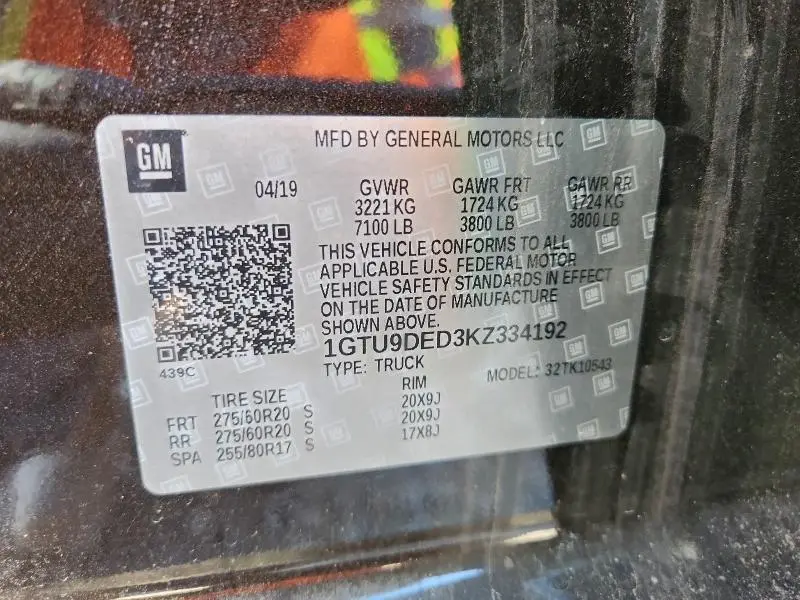 GM
MFD BY GENERAL MOTORS LLC
04/19 GVWR GAWR FRT GAWR RR
3221 KG 1724 KG 1724 KG
7100 LB 3800 LB 3800 LB
THIS VEHICLE CONFORMS TO ALL
APPLICABLE U.S. FEDERAL MOTOR
VEHICLE SAFETY STANDARDS IN EFFECT
ON THE DATE OF MANUFACTURE
SHOWN ABOVE.
439C
1GTU9DED3KZ334192
TYPE: TRUCK MODEL: 32TK10543
TIRE SIZE RIM
FRT 275/60R20 S 20X9J
RR 275/60R20 S 20X9J
SPA 255/80R17 S 17X8J